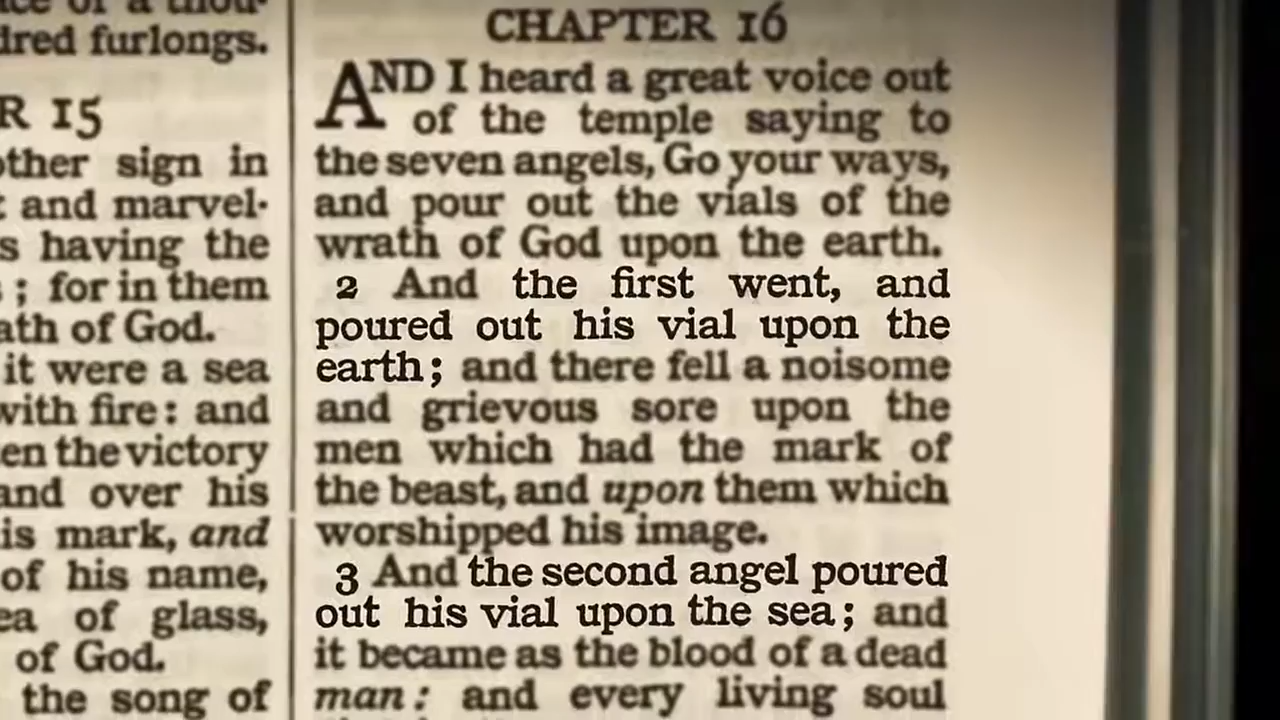 ace of a thou-
dred furlongs.
R 15
other sign in
and marvel-
s having the
; for in them
ath of God.
it were a sea
with fire: and
en the victory
and over his
is mark, and
of his name,
ea of glass,
of God.
the song of
CHAPTER 16
AND I heard a great voice out
of the temple saying to
the seven angels, Go your ways,
and pour out the vials of the
wrath of God upon the earth.
2 And the first went, and
poured out his vial upon the
earth; and there fell a noisome
and grievous sore upon the
men which had the mark of
the beast, and upon them which
worshipped his image.
3 And the second angel poured
out his vial upon the sea; and
it became as the blood of a dead
man: and every living soul